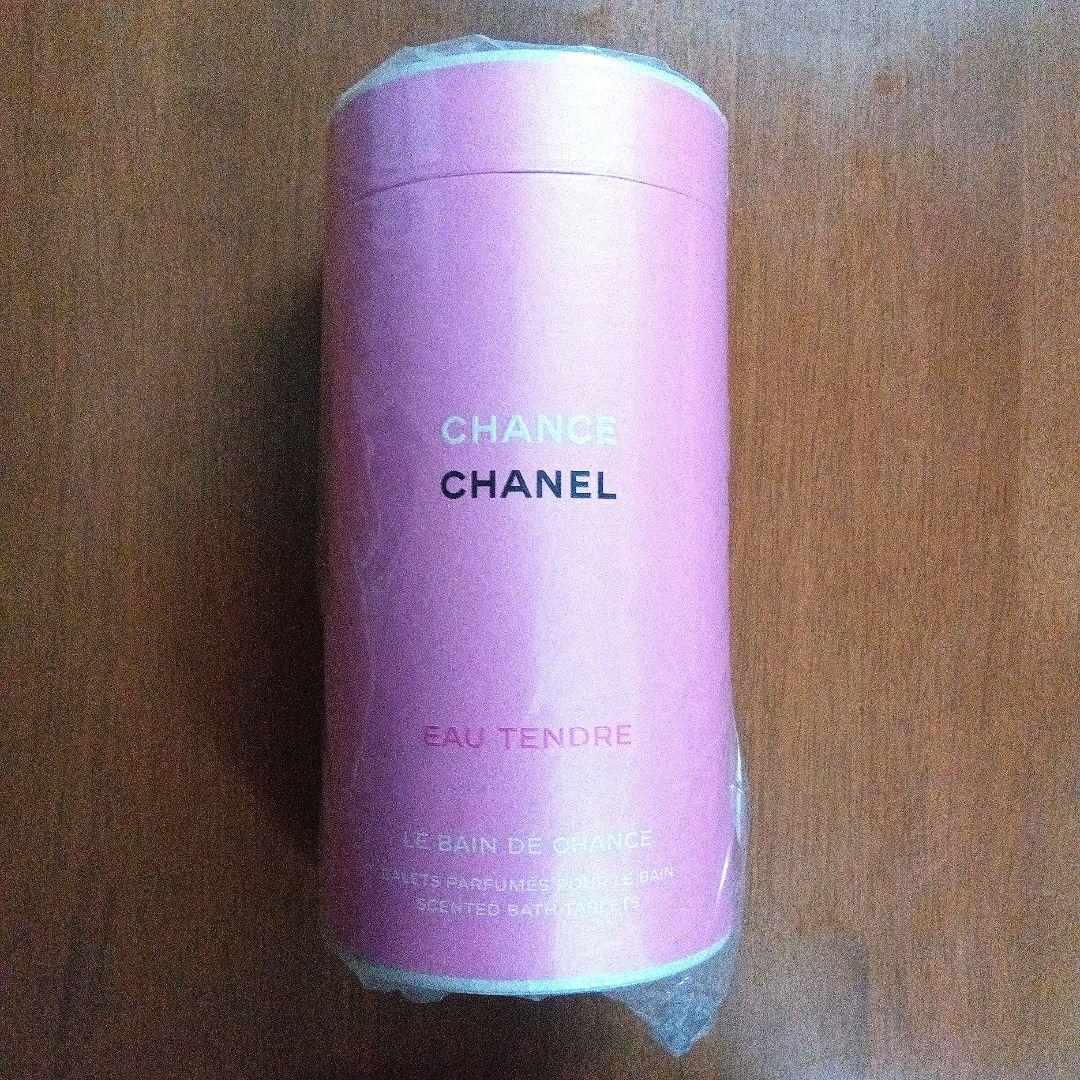 CHANCE
CHANEL
EAU TENDRE
LE BAIN DE CHANCE
GALETS PARFUMÉS POUR LE BAIN
SCENTED BATH TABLETS